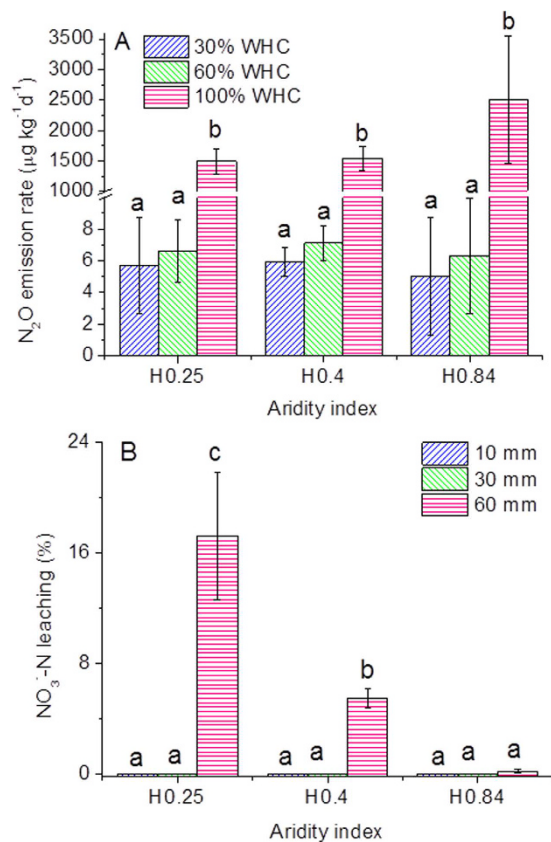 A
30% WHC
60% WHC
100% WHC
N₂O emission rate (μg kg⁻¹d⁻¹)
3500
3000
2500
2000
1500
1000
8
6
4
2
0
a a b
a a b
a a b
H0.25 H0.4 H0.84
Aridity index
B
10 mm
30 mm
60 mm
NO₃⁻-N leaching (%)
24
16
8
0
a a c
a a b
a a a
H0.25 H0.4 H0.84
Aridity index